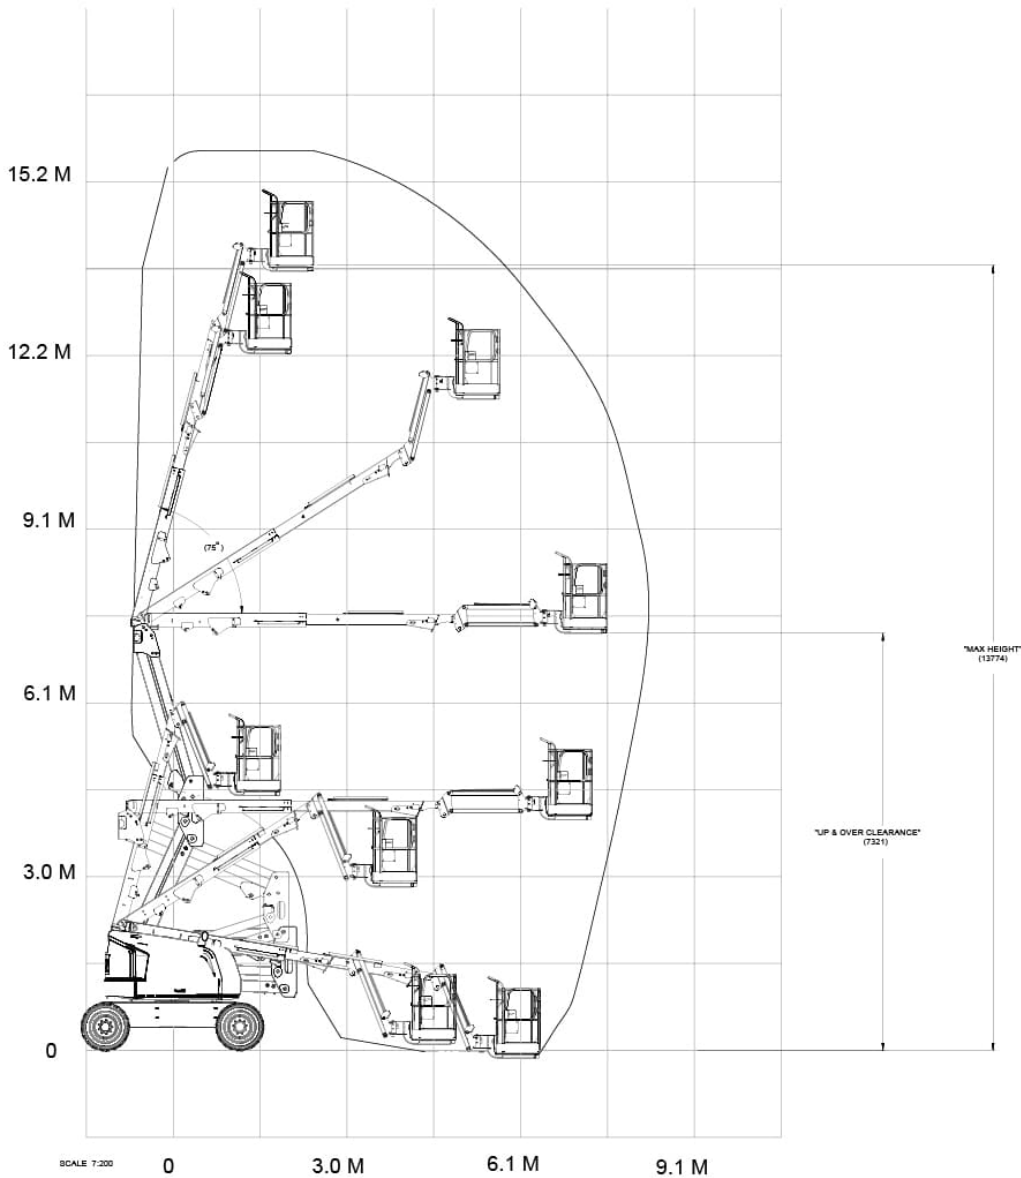 15.2 M
12.2 M
9.1 M
(75°)
6.1 M
"MAX HEIGHT"
(13774)
"UP & OVER CLEARANCE"
(7321)
3.0 M
0
SCALE 7:200
0
3.0 M
6.1 M
9.1 M